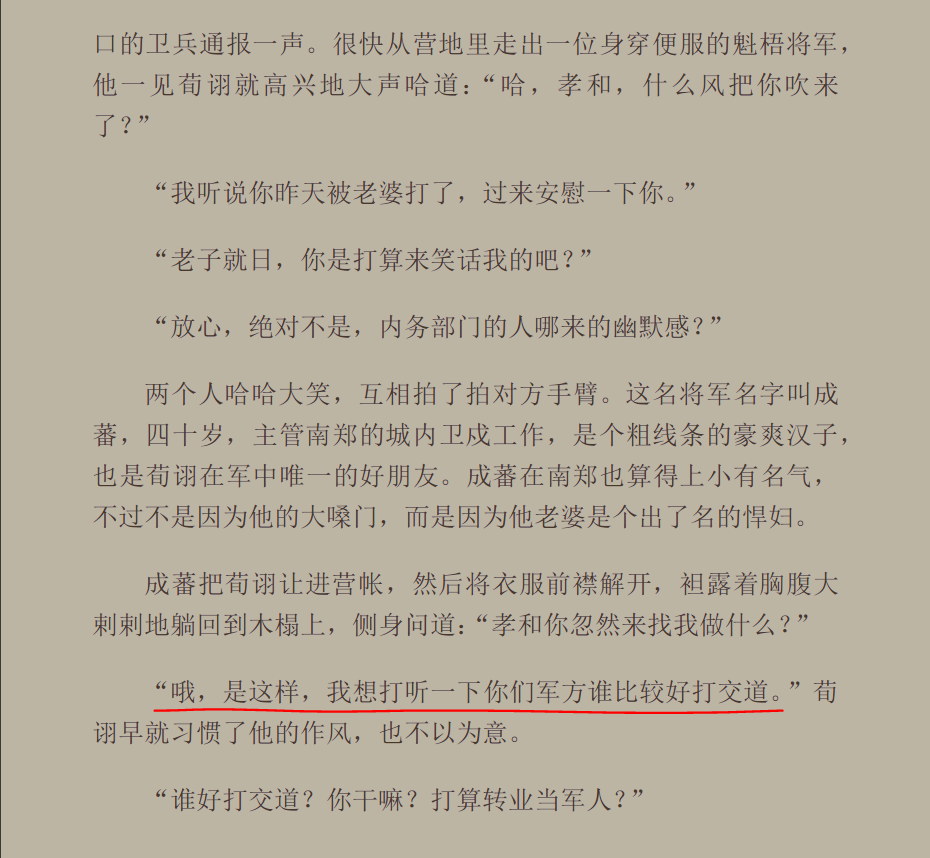 口的卫兵通报一声。很快从营地里走出一位身穿便服的魁梧将军，
他一见荀诩就高兴地大声哈道：“哈，孝和，什么风把你吹来
了？”
“我听说你昨天被老婆打了，过来安慰一下你。”
“老子就日，你是打算来笑话我的吧？”
“放心，绝对不是，内务部门的人哪来的幽默感？”
两个人哈哈大笑，互相拍了拍对方手臂。这名将军名字叫成
蕃，四十岁，主管南郑的城内卫戍工作，是个粗线条的豪爽汉子，
也是荀诩在军中唯一的好朋友。成蕃在南郑也算得上小有名气，
不过不是因为他的大嗓门，而是因为他老婆是个出了名的悍妇。
成蕃把荀诩让进营帐，然后将衣服前襟解开，袒露着胸腹大
剌剌地躺回到木榻上，侧身问道：“孝和你忽然来找我做什么？”
“哦，是这样，我想打听一下你们军方谁比较好打交道。”荀
诩早就习惯了他的作风，也不以为意。
“谁好打交道？你干嘛？打算转业当军人？”